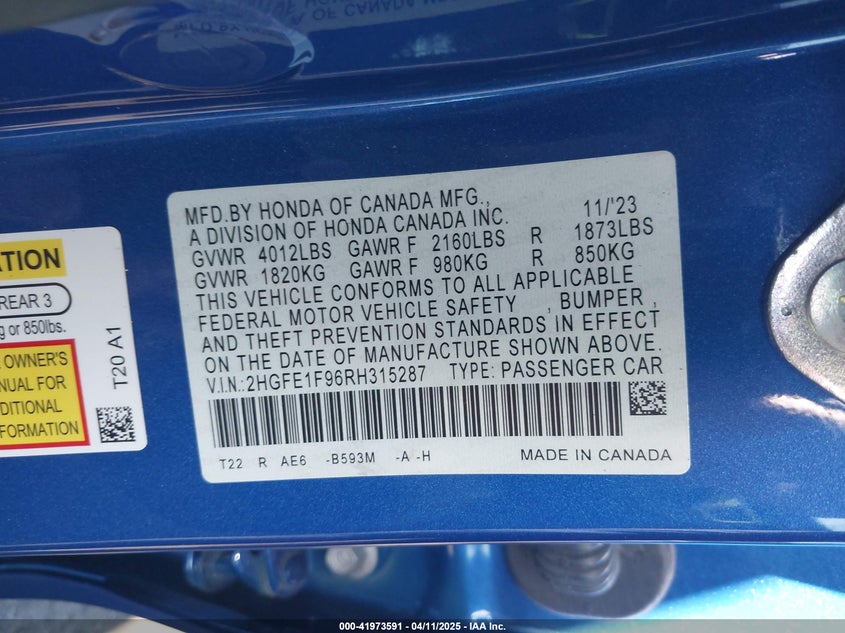 MFD.BY HONDA OF CANADA MFG., 11/'23
A DIVISION OF HONDA CANADA INC.
GVWR 4012LBS GAWR F 2160LBS R 1873LBS
GVWR 1820KG GAWR F 980KG R 850KG
THIS VEHICLE CONFORMS TO ALL APPLICABLE
FEDERAL MOTOR VEHICLE SAFETY , BUMPER ,
AND THEFT PREVENTION STANDARDS IN EFFECT
ON THE DATE OF MANUFACTURE SHOWN ABOVE.
V.I.N.:2HGFE1F96RH315287 TYPE: PASSENGER CAR
T22 R AE6 -B593M -A -H MADE IN CANADA
ATION
REAR 3
g or 850lbs.
OWNER'S
NUAL FOR
DITIONAL
FORMATION
T20 A1
000-41973591 - 04/11/2025 - IAA Inc.